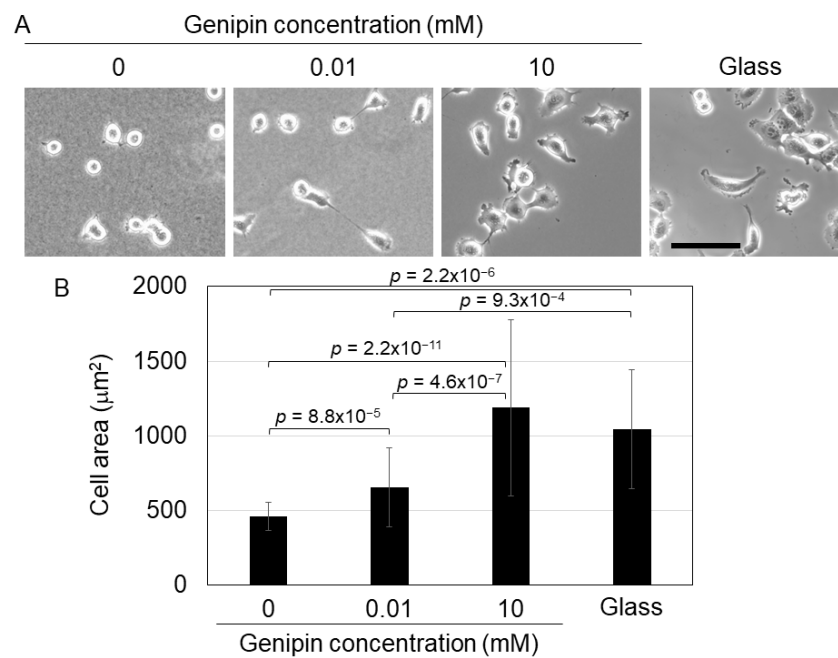 A
Genipin concentration (mM)
0 0.01 10 Glass
B
2000
1500
1000
500
0
Cell area (μm²)
p = 2.2x10⁻⁶
p = 9.3x10⁻⁴
p = 2.2x10⁻¹¹
p = 4.6x10⁻⁷
p = 8.8x10⁻⁵
0 0.01 10 Glass
Genipin concentration (mM)